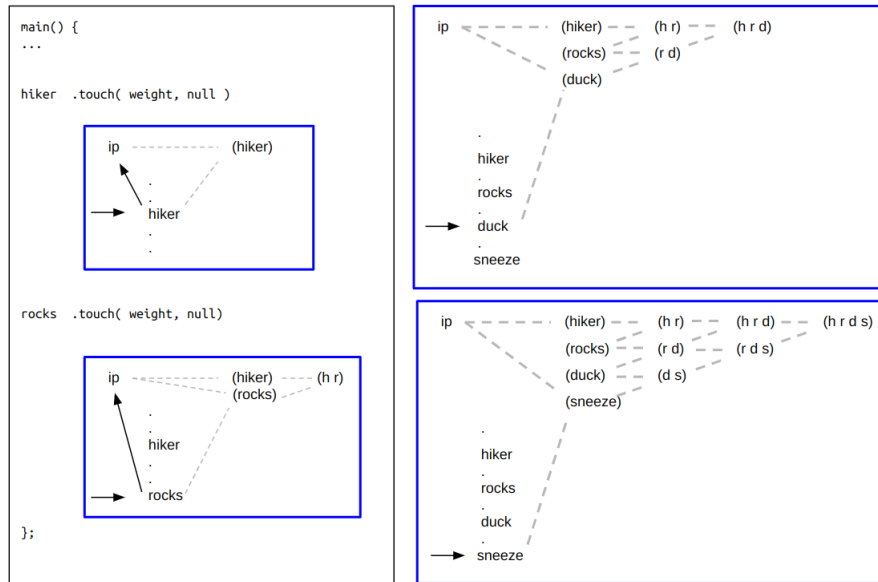 main() {
...
hiker .touch( weight, null )
ip (hiker)
.
.
hiker
.
.
rocks .touch( weight, null)
ip (hiker) (h r)
(rocks)
.
.
hiker
.
.
rocks
};
ip (hiker) (h r) (h r d)
(rocks) (r d)
(duck)
.
hiker
.
rocks
.
duck
.
sneeze
ip (hiker) (h r) (h r d) (h r d s)
(rocks) (r d) (r d s)
(duck) (d s)
(sneeze)
.
hiker
.
rocks
.
duck
.
sneeze